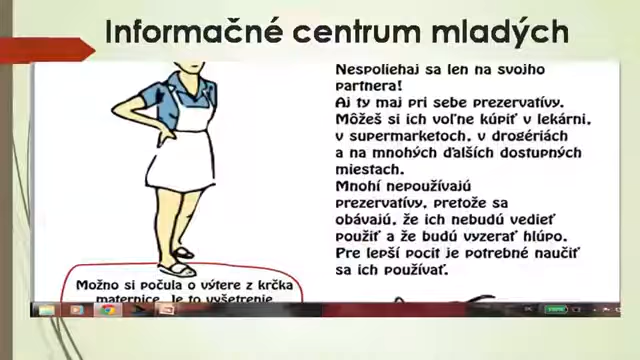 Informačné centrum mladých
Nespoliehaj sa len na svojho
partnera!
Aj ty maj pri sebe prezervatívy.
Môžeš si ich voľne kúpiť v lekárni,
v supermarketoch, v drogériách
a na mnohých ďalších dostupných
miestach.
Mnohí nepoužívajú
prezervatívy, pretože sa
obávajú, že ich nebudú vedieť
použiť a že budú vyzerať hlúpo.
Pre lepší pocit je potrebné naučiť
sa ich používať.
Možno si počula o výtere z krčka
maternice. Je to vyšetrenie